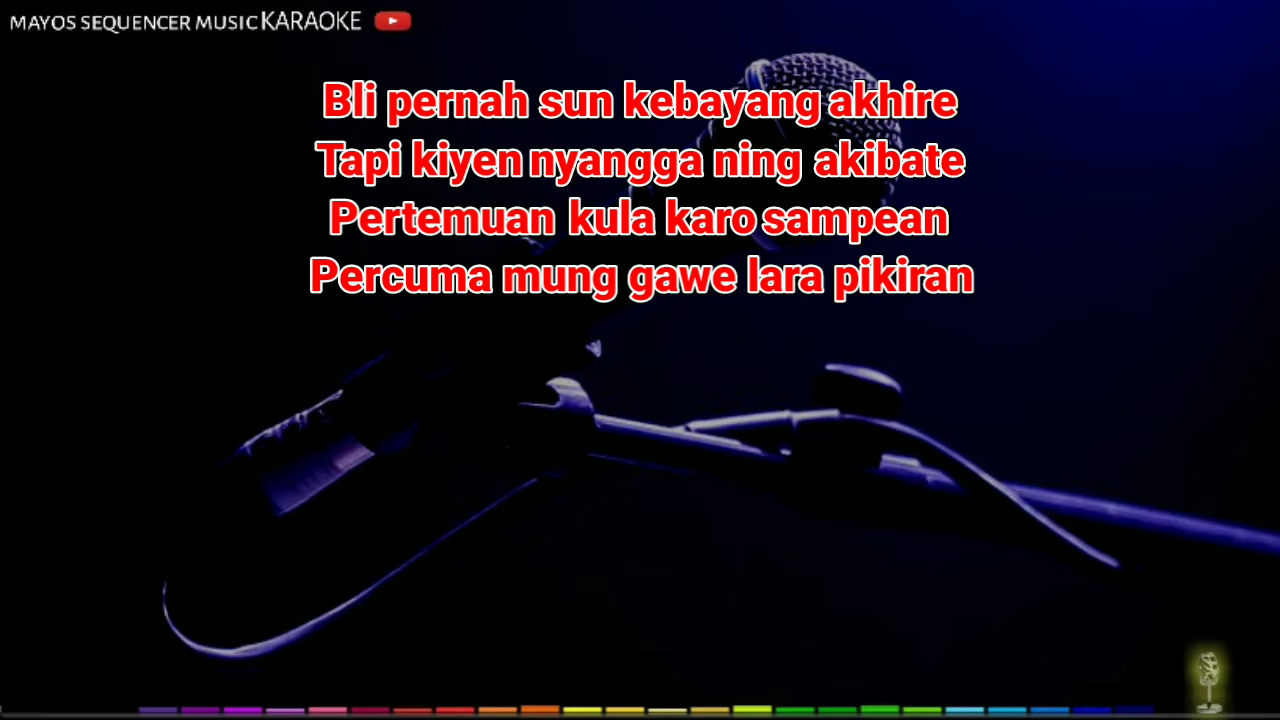 MAYOS SEQUENCER MUSIC KARAOKE
Bli pernah sun kebayang akhire
Tapi kiyen nyangga ning akibate
Pertemuan kula karo sampean
Percuma mung gawe lara pikiran